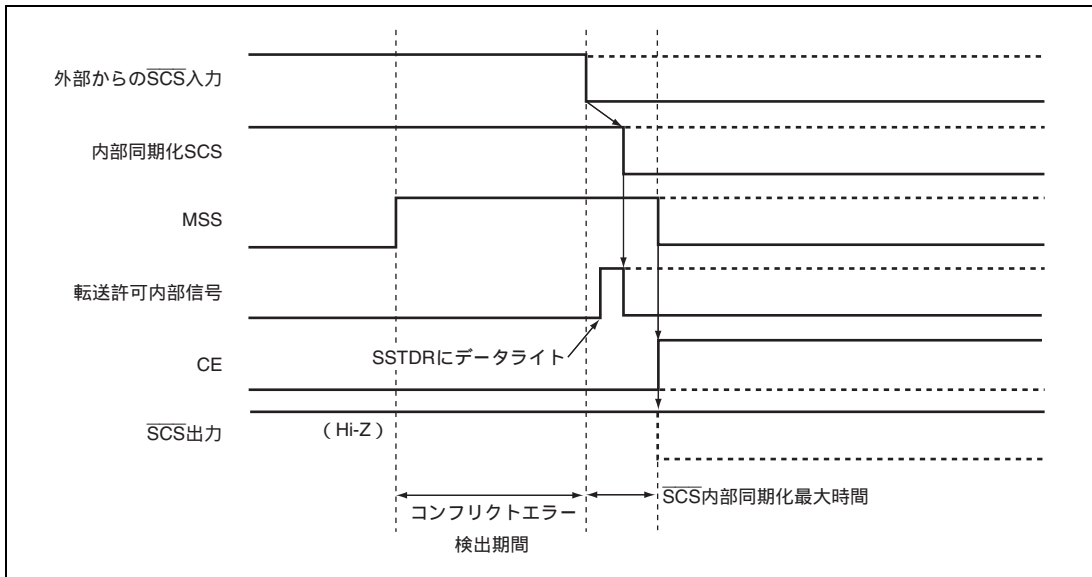 外部からのSCS入力
内部同期化SCS
MSS
転送許可内部信号
SSTDRにデータライト
CE
SCS出力
（Hi-Z）
SCS内部同期化最大時間
コンフリクトエラー
検出期間